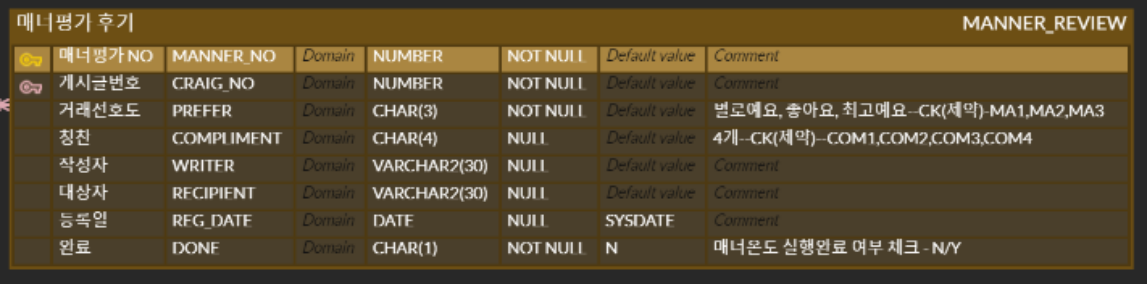 매너평가 후기 MANNER_REVIEW
매너평가 NO MANNER_NO Domain NUMBER NOT NULL Default value Comment
게시글번호 CRAIG_NO Domain NUMBER NOT NULL Default value Comment
거래선호도 PREFER Domain CHAR(3) NOT NULL Default value 별로예요, 좋아요, 최고예요--CK(제약)-MA1,MA2,MA3
칭찬 COMPLIMENT Domain CHAR(4) NULL Default value 4개--CK(제약)--COM1,COM2,COM3,COM4
작성자 WRITER Domain VARCHAR2(30) NULL Default value Comment
대상자 RECIPIENT Domain VARCHAR2(30) NULL Default value Comment
등록일 REG_DATE Domain DATE NULL SYSDATE Comment
완료 DONE Domain CHAR(1) NOT NULL N 매너온도 실행완료 여부 체크 - N/Y